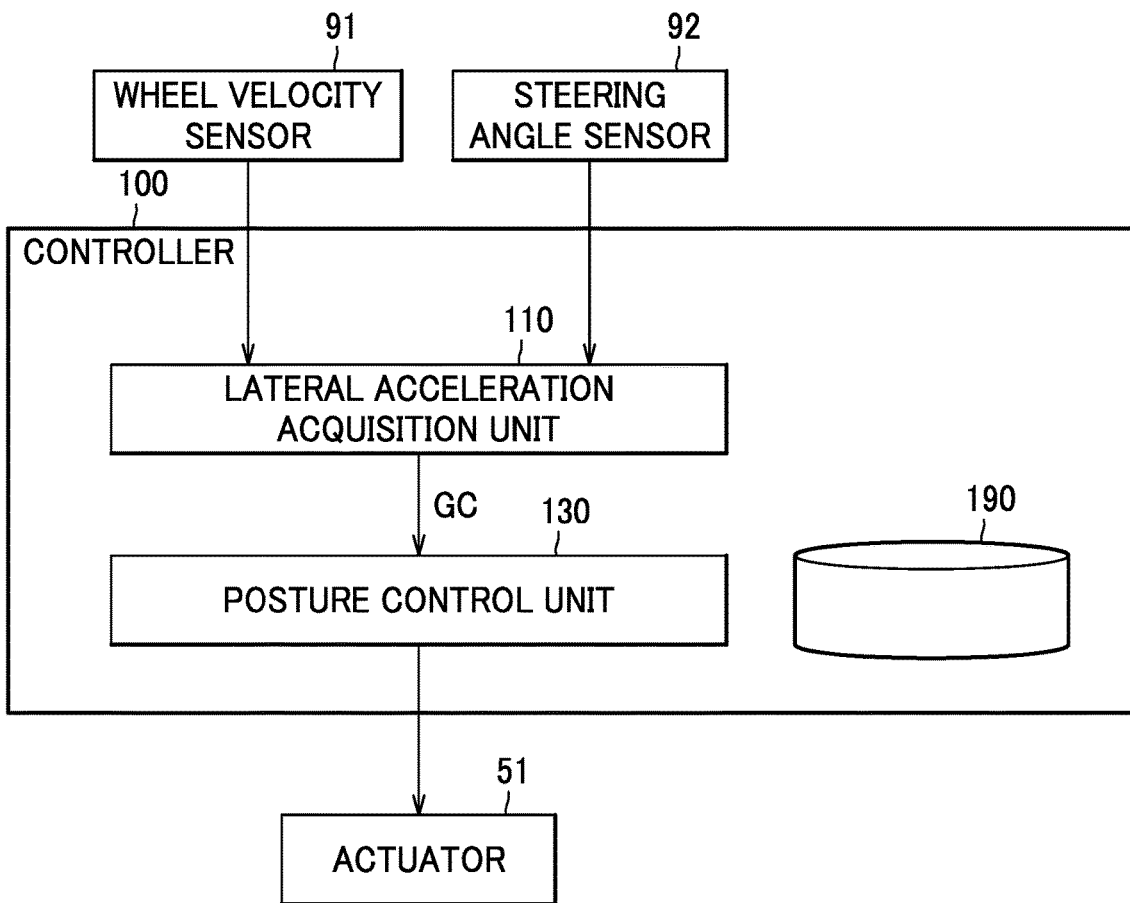 91
92
WHEEL VELOCITY
SENSOR
STEERING
ANGLE SENSOR
100
CONTROLLER
110
LATERAL ACCELERATION
ACQUISITION UNIT
GC
130
190
POSTURE CONTROL UNIT
51
ACTUATOR